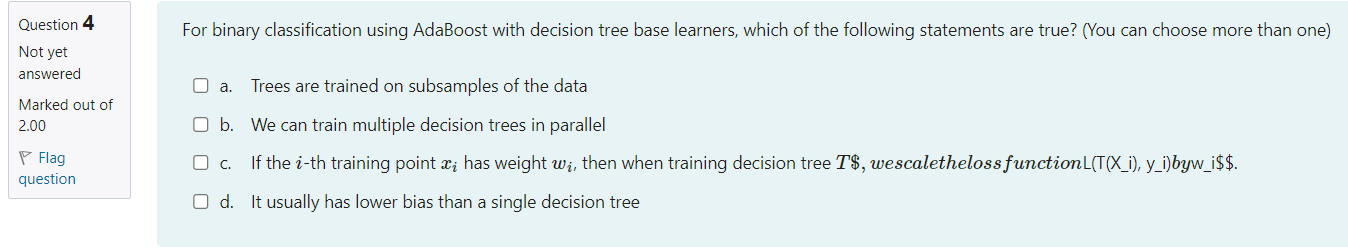 Question 4
Not yet
answered
Marked out of
2.00
Flag
question
For binary classification using AdaBoost with decision tree base learners, which of the following statements are true? (You can choose more than one)
a. Trees are trained on subsamples of the data
b. We can train multiple decision trees in parallel
c. If the i-th training point x_i has weight w_i, then when training decision tree T$, wescalethelossfunctionL(T(X_i), y_i)byw_i$$.
d. It usually has lower bias than a single decision tree